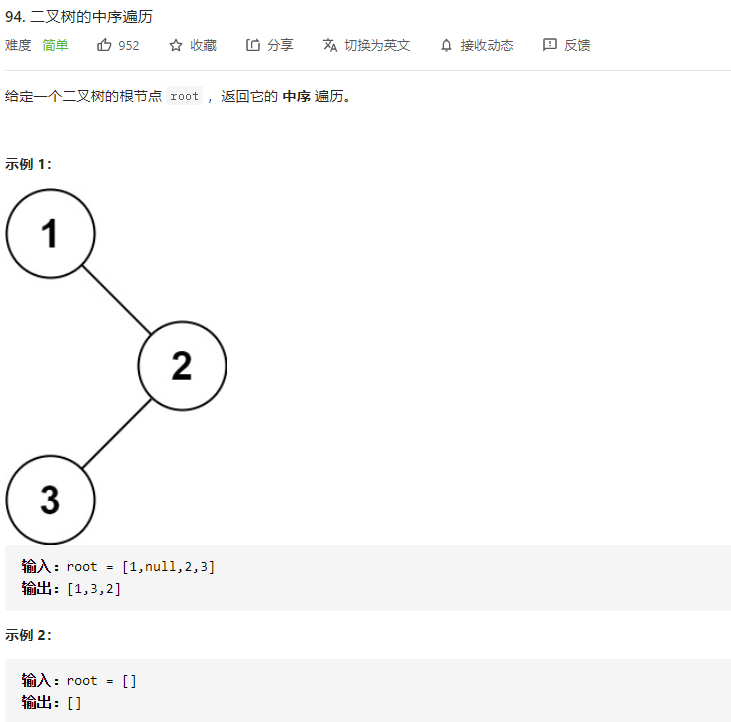 94. 二叉树的中序遍历
难度 简单 952 收藏 分享 切换为英文 接收动态 反馈
给定一个二叉树的根节点 root ，返回它的 中序 遍历。
示例 1：
1
2
3
输入：root = [1,null,2,3]
输出：[1,3,2]
示例 2：
输入：root = []
输出：[]